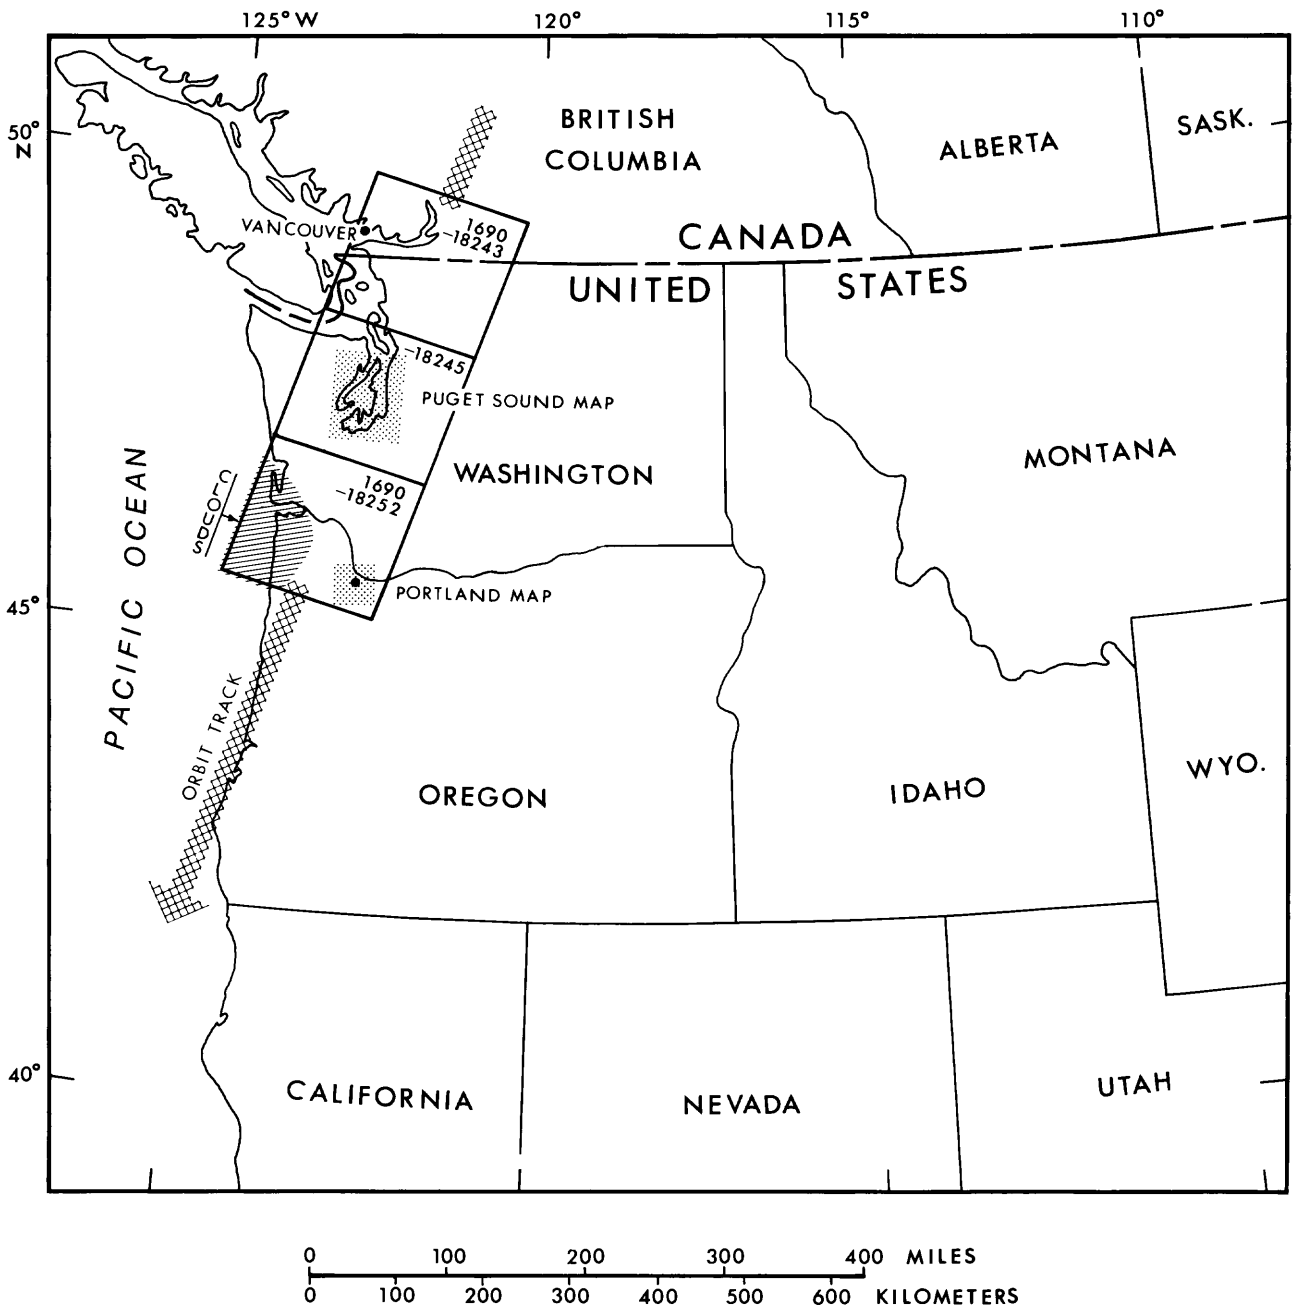 125° W 120° 115° 110°
50°
N
BRITISH
COLUMBIA
ALBERTA
SASK.
VANCOUVER
1690
-18243
CANADA
UNITED STATES
-18245
PUGET SOUND MAP
WASHINGTON
MONTANA
PACIFIC OCEAN
CLOUDS
1690
-18252
PORTLAND MAP
45°
ORBIT TRACK
OREGON
IDAHO
WYO.
40°
CALIFORNIA
NEVADA
UTAH
0 100 200 300 400 MILES
0 100 200 300 400 500 600 KILOMETERS